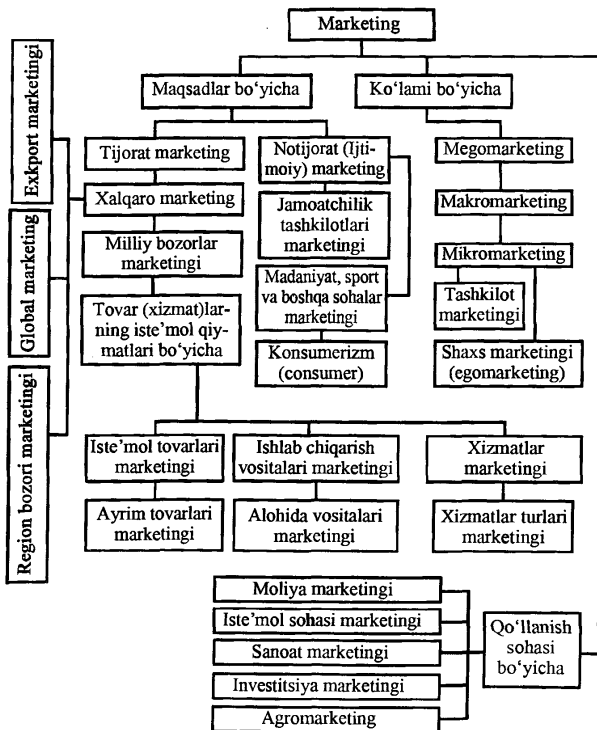 Marketing
Maqsadlar bo‘yicha
Ko‘lami bo‘yicha
Exkport marketingi
Global marketing
Region bozori marketingi
Tijorat marketing
Xalqaro marketing
Milliy bozorlar
marketingi
Tovar (xizmat)lar-
ning iste’mol qiy-
matlari bo‘yicha
Notijorat (Ijti-
moiy) marketing
Jamoatchilik
tashkilotlari
marketingi
Madaniyat, sport
va boshqa sohalar
marketingi
Konsumerizm
(consumer)
Megomarketing
Makromarketing
Mikromarketing
Tashkilot
marketingi
Shaxs marketingi
(egomarketing)
Iste’mol tovarlari
marketingi
Ishlab chiqarish
vositalari marketingi
Xizmatlar
marketingi
Ayrim tovarlari
marketingi
Alohida vositalari
marketingi
Xizmatlar turlari
marketingi
Moliya marketingi
Iste’mol sohasi marketingi
Sanoat marketingi
Investitsiya marketingi
Agromarketing
Qo‘llanish
sohasi
bo‘yicha